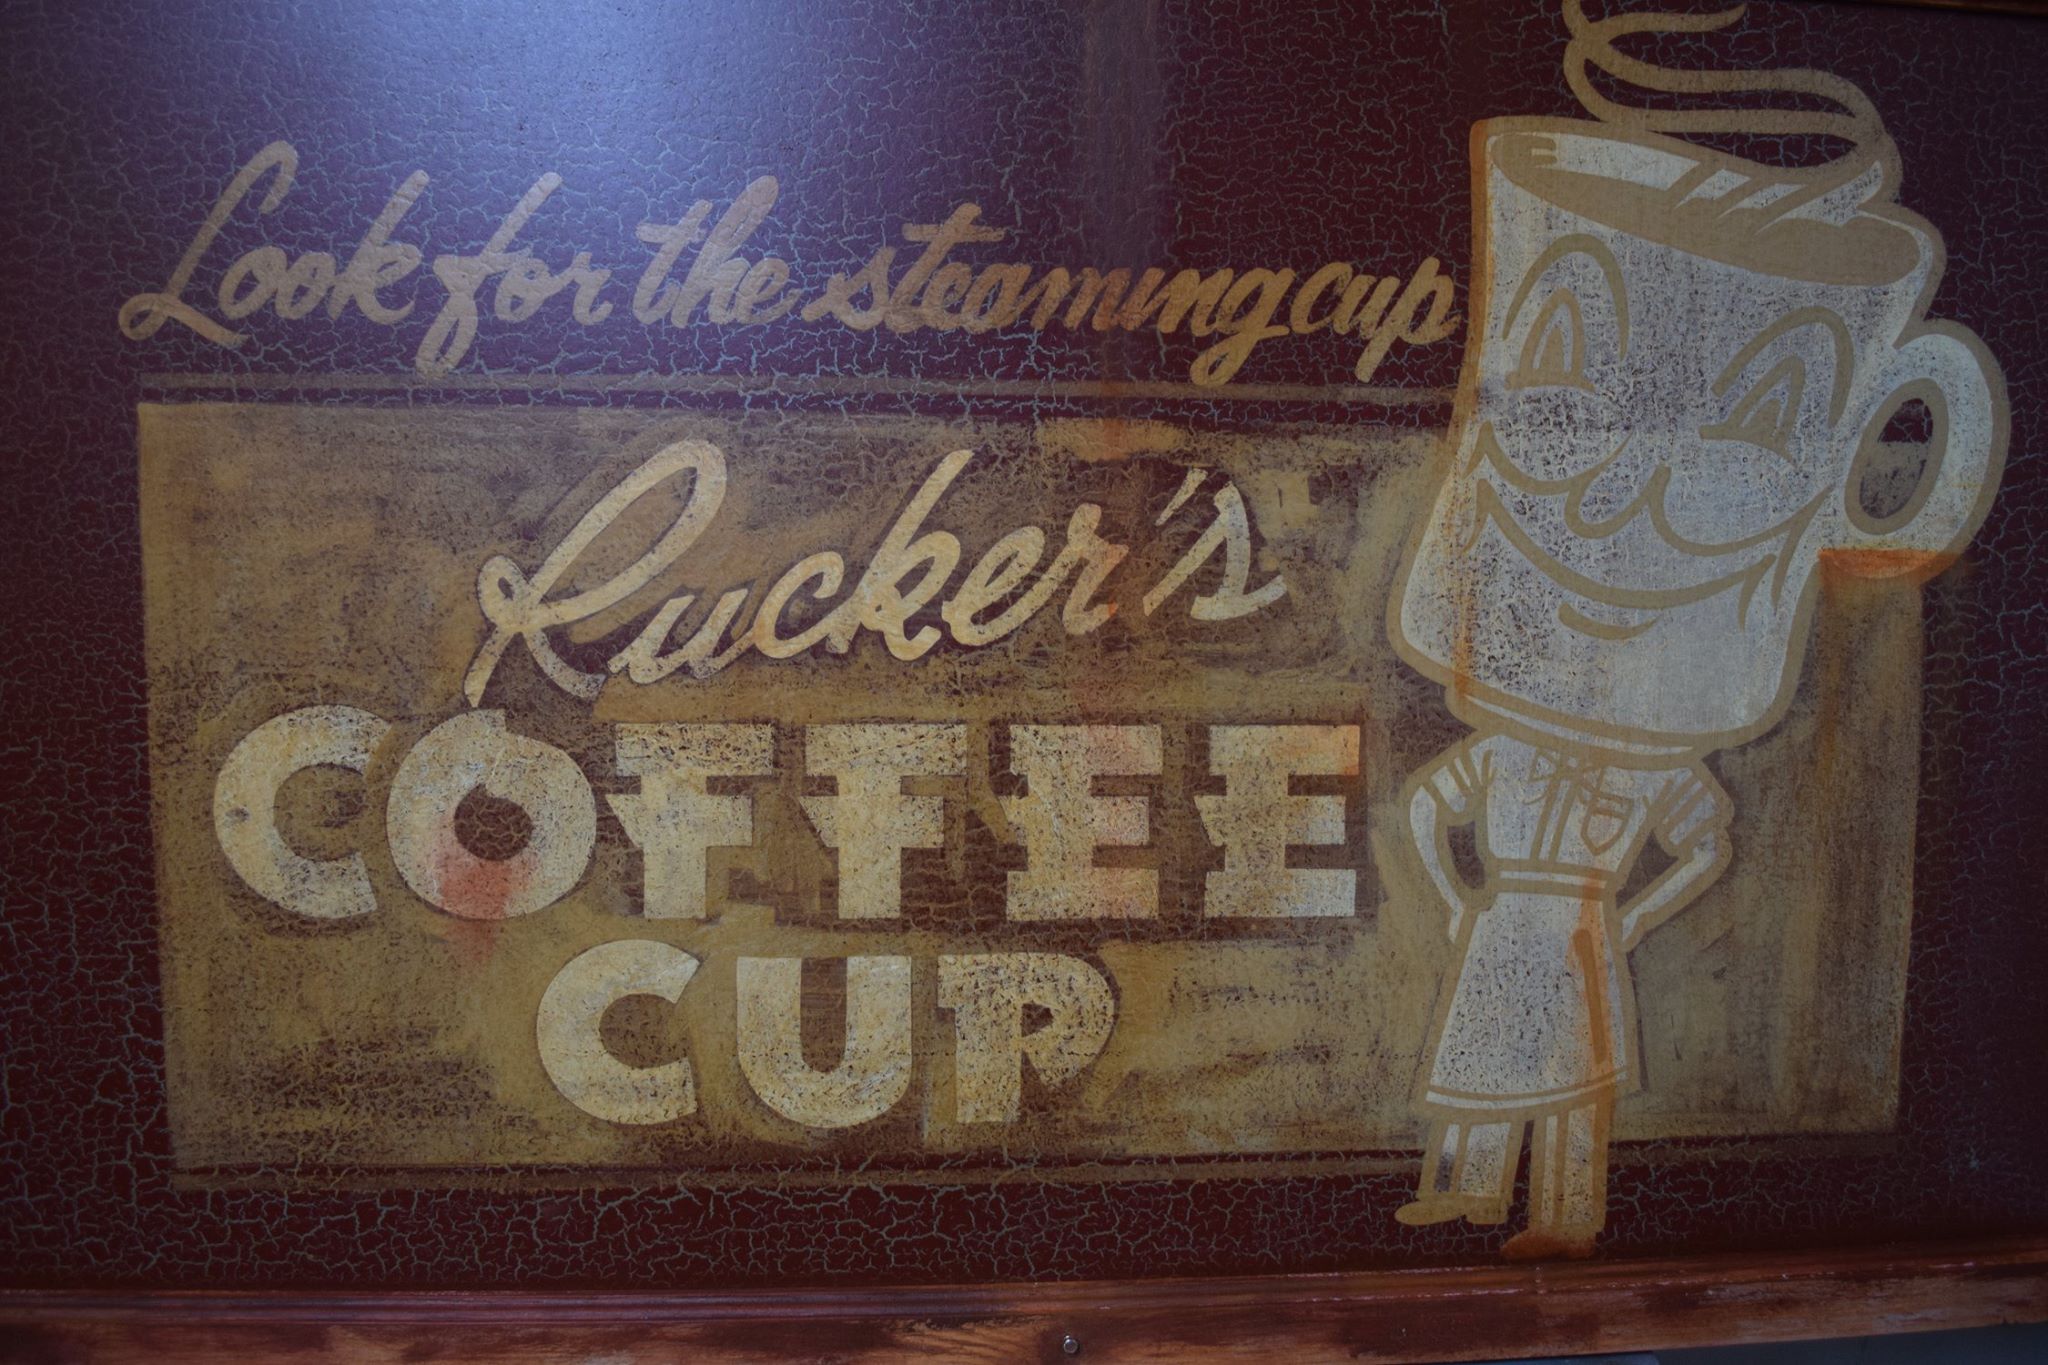 Look for the steaming cup
Rucker's
COFFEE
CUP